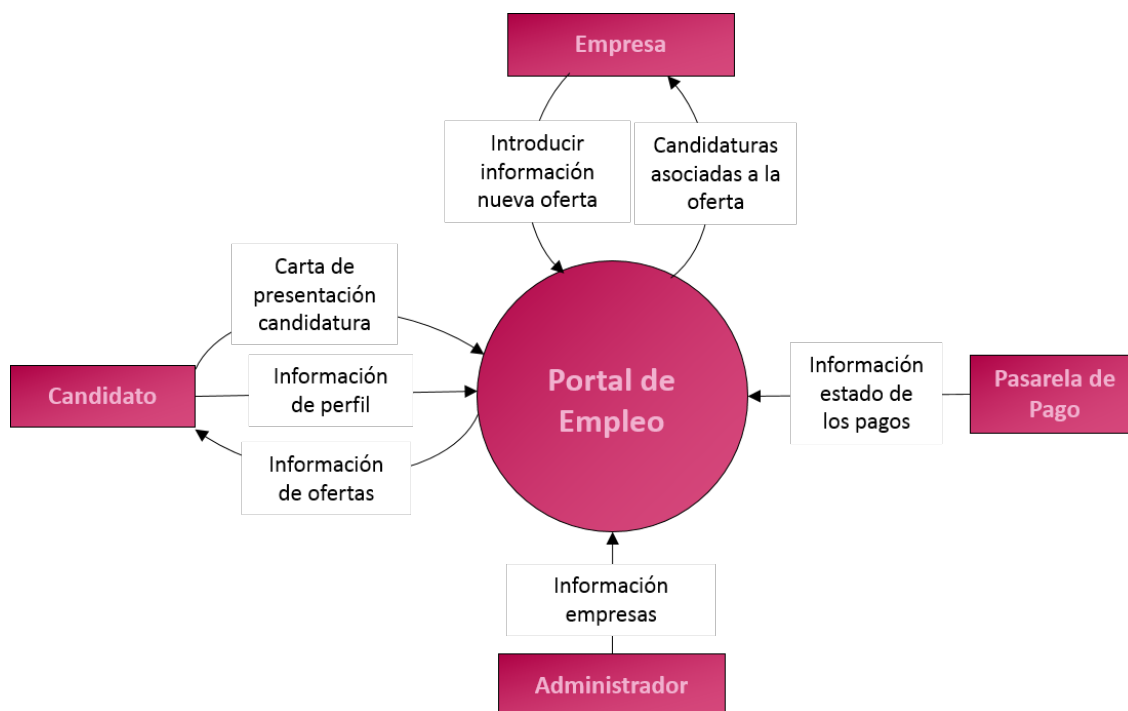 Empresa
Introducir
información
nueva oferta
Candidaturas
asociadas a la
oferta
Carta de
presentación
candidatura
Candidato
Información
de perfil
Información
de ofertas
Portal de
Empleo
Información
estado de
los pagos
Pasarela de
Pago
Información
empresas
Administrador